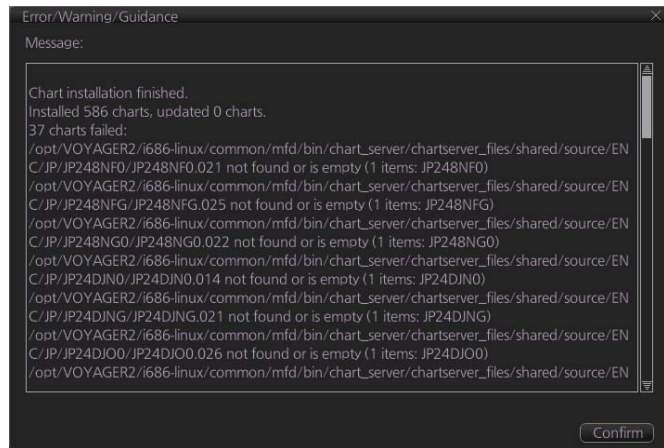 Error/Warning/Guidance
Message:
Chart installation finished.
Installed 586 charts, updated 0 charts.
37 charts failed:
/opt/VOYAGER2/i686-linux/common/mfd/bin/chart_server/chartserver_files/shared/source/EN
C/JP/JP248NF0/JP248NF0.021 not found or is empty (1 items: JP248NF0)
/opt/VOYAGER2/i686-linux/common/mfd/bin/chart_server/chartserver_files/shared/source/EN
C/JP/JP248NFG/JP248NFG.025 not found or is empty (1 items: JP248NFG)
/opt/VOYAGER2/i686-linux/common/mfd/bin/chart_server/chartserver_files/shared/source/EN
C/JP/JP248NG0/JP248NG0.022 not found or is empty (1 items: JP248NG0)
/opt/VOYAGER2/i686-linux/common/mfd/bin/chart_server/chartserver_files/shared/source/EN
C/JP/JP24DJN0/JP24DJN0.014 not found or is empty (1 items: JP24DJN0)
/opt/VOYAGER2/i686-linux/common/mfd/bin/chart_server/chartserver_files/shared/source/EN
C/JP/JP24DJNG/JP24DJNG.021 not found or is empty (1 items: JP24DJNG)
/opt/VOYAGER2/i686-linux/common/mfd/bin/chart_server/chartserver_files/shared/source/EN
C/JP/JP24DJO0/JP24DJO0.026 not found or is empty (1 items: JP24DJO0)
/opt/VOYAGER2/i686-linux/common/mfd/bin/chart_server/chartserver_files/shared/source/EN
Confirm